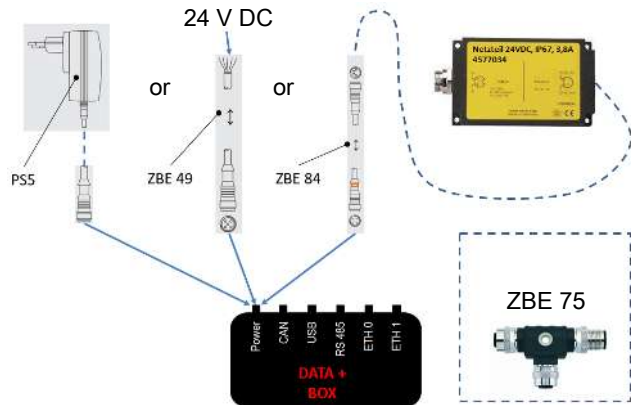 24 V DC
or
or
Netzteil 24VDC, IP67, 3,8A
4577034
PS5
ZBE 49
ZBE 84
ZBE 75
Power
CAN
USB
RS 485
ETH 0
ETH 1
DATA +
BOX